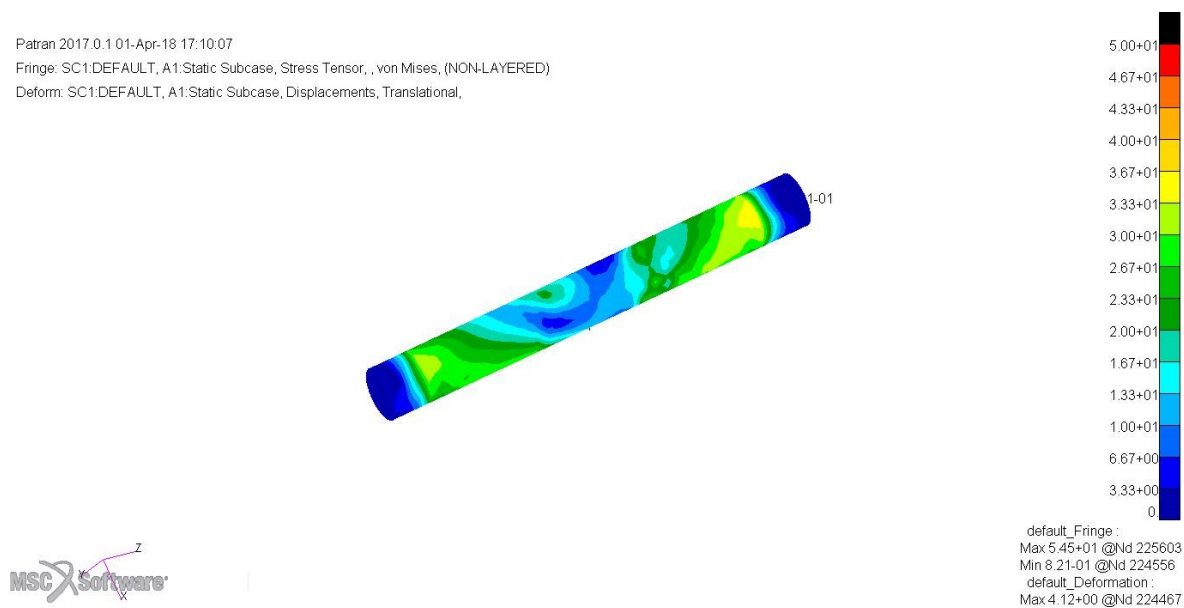 Patran 2017.0.1 01-Apr-18 17:10:07
Fringe: SC1:DEFAULT, A1:Static Subcase, Stress Tensor, , von Mises, (NON-LAYERED)
Deform: SC1:DEFAULT, A1:Static Subcase, Displacements, Translational,
5.00+01
4.67+01
4.33+01
4.00+01
3.67+01
3.33+01
3.00+01
2.67+01
2.33+01
2.00+01
1.67+01
1.33+01
1.00+01
6.67+00
3.33+00
0.
1-01
default_Fringe :
Max 5.45+01 @Nd 225603
Min 8.21-01 @Nd 224556
default_Deformation :
Max 4.12+00 @Nd 224467
Z
Y
X
MSC Software